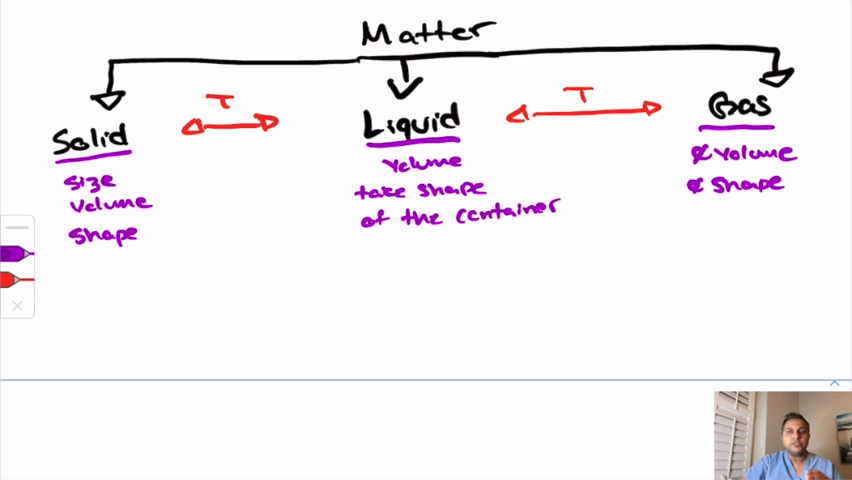 Matter
T
T
Solid
Liquid
Gas
size
volume
shape
volume
take shape
of the container
¢ volume
¢ shape